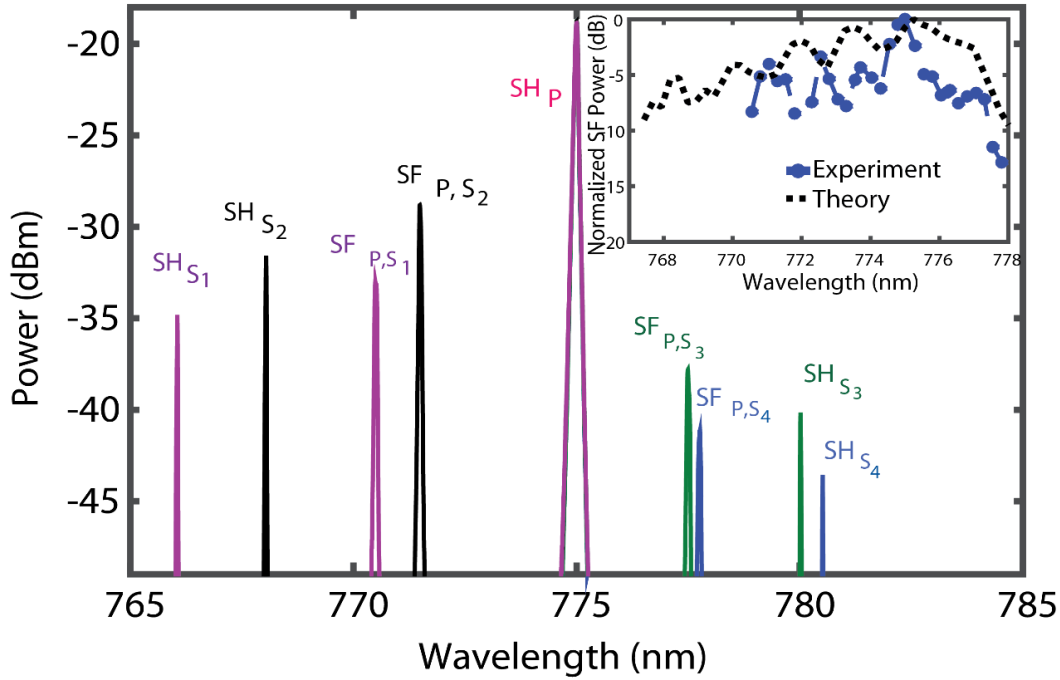 -20
-25
-30
-35
-40
-45
Power (dBm)
765
770
775
780
785
Wavelength (nm)
SH P
SF P, S2
SH S2
SF P,S1
SH S1
SF P,S3
SF P,S4
SH S3
SH S4
0
-5
-10
15
20
Normalized SF Power (dB)
Experiment
Theory
768
770
772
774
776
778
Wavelength (nm)